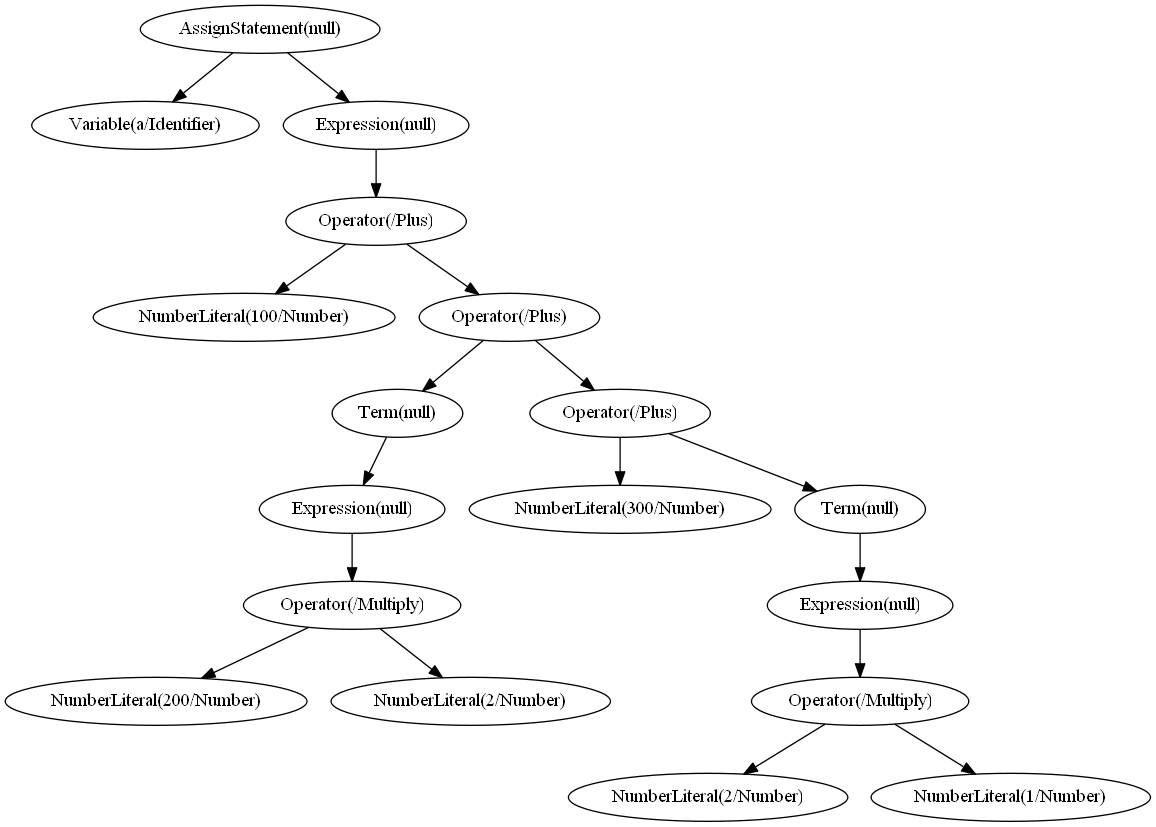 AssignStatement(null)
Variable(a/Identifier)
Expression(null)
Operator(/Plus)
NumberLiteral(100/Number)
Operator(/Plus)
Term(null)
Operator(/Plus)
Expression(null)
NumberLiteral(300/Number)
Term(null)
Operator(/Multiply)
Expression(null)
NumberLiteral(200/Number)
NumberLiteral(2/Number)
Operator(/Multiply)
NumberLiteral(2/Number)
NumberLiteral(1/Number)